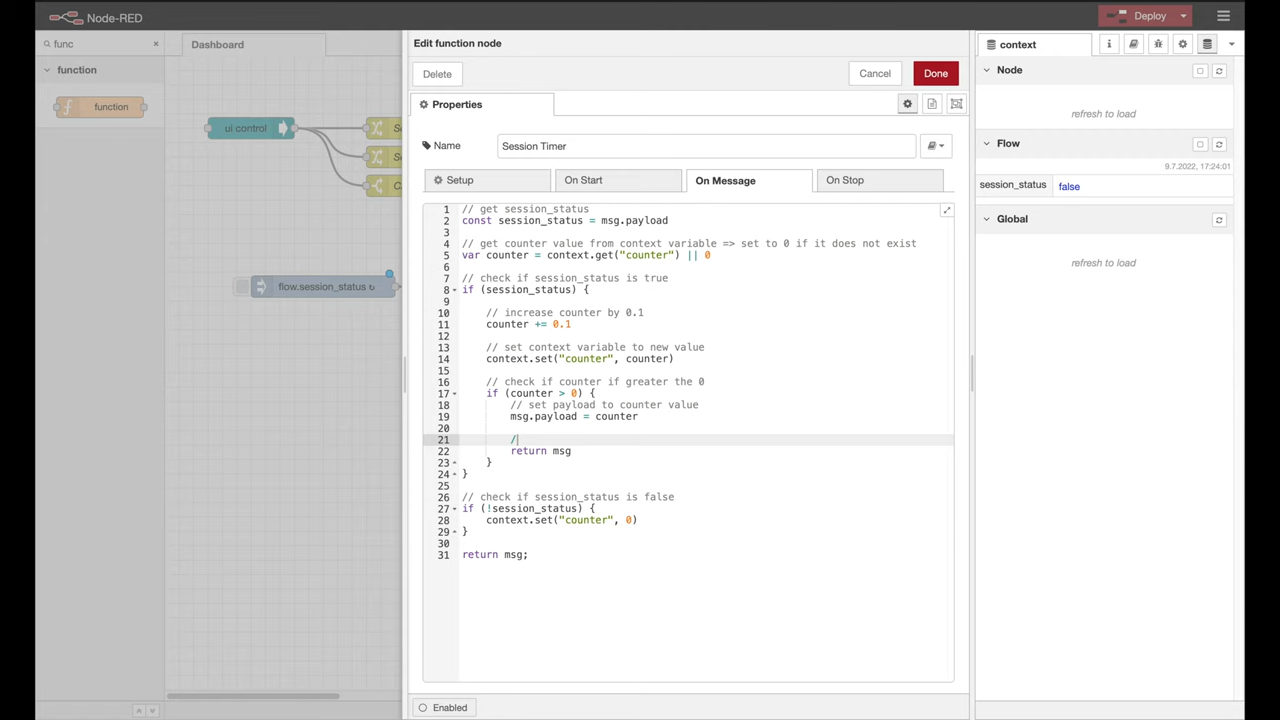 Node-RED
Deploy
func
Dashboard
Edit function node
context
function
Delete
Cancel
Done
Node
function
Properties
refresh to load
ui control
Name
Session Timer
Flow
9.7.2022, 17:24:01
Setup
On Start
On Message
On Stop
session_status
false
1 // get session_status
2 const session_status = msg.payload
3
4 // get counter value from context variable => set to 0 if it does not exist
5 var counter = context.get("counter") || 0
6
7 // check if session_status is true
8 if (session_status) {
9
10 // increase counter by 0.1
11 counter += 0.1
12
13 // set context variable to new value
14 context.set("counter", counter)
15
16 // check if counter if greater the 0
17 if (counter > 0) {
18 // set payload to counter value
19 msg.payload = counter
20
21 /
22 return msg
23 }
24 }
25
26 // check if session_status is false
27 if (!session_status) {
28 context.set("counter", 0)
29 }
30
31 return msg;
Global
refresh to load
flow.session_status ↻
Enabled